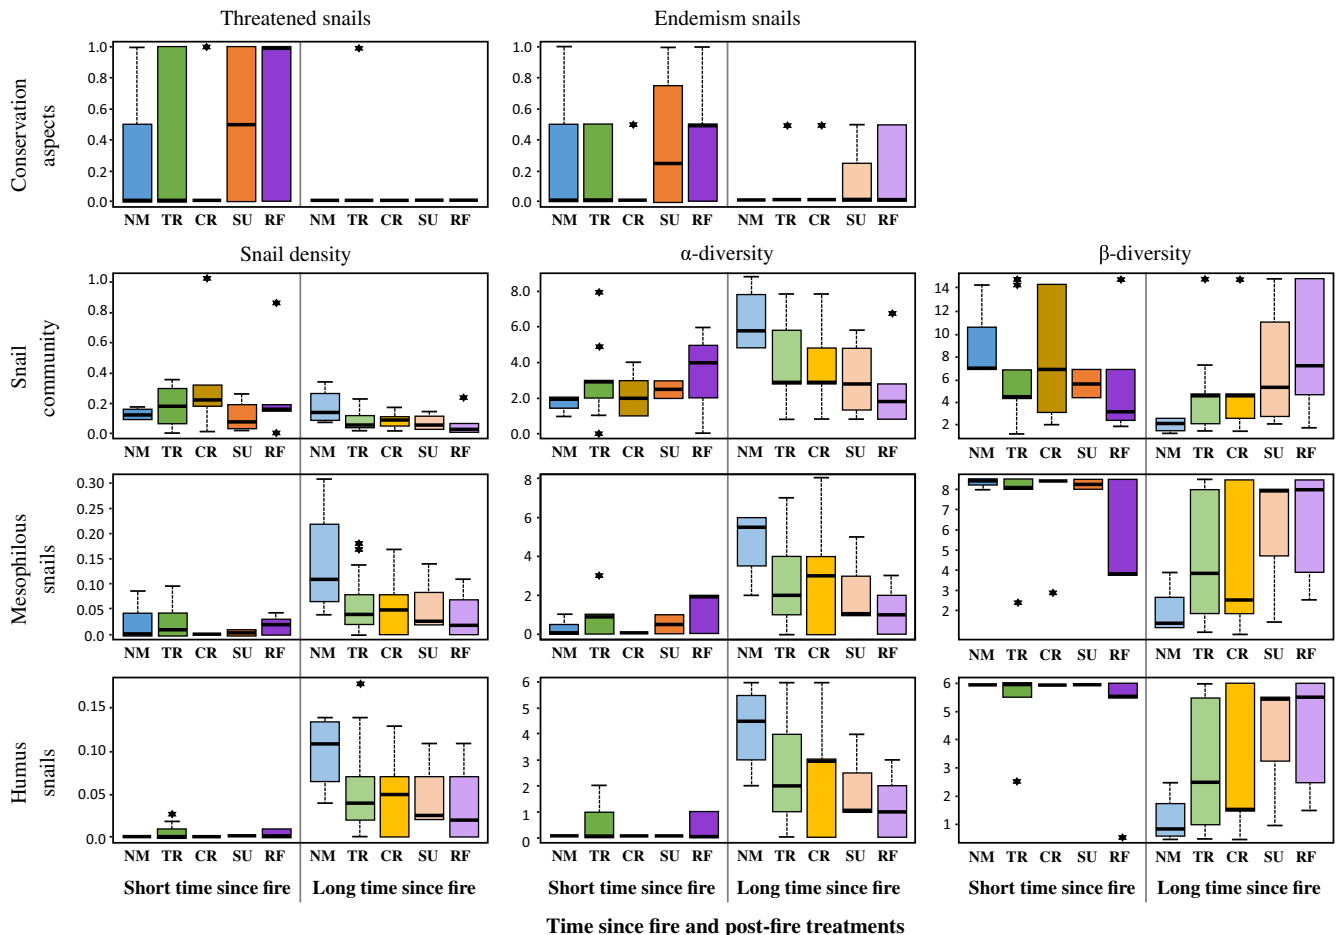 Threatened snails
Endemism snails
Conservation
aspects
1.0
0.8
0.6
0.4
0.2
0.0
NM TR CR SU RF NM TR CR SU RF
1.0
0.8
0.6
0.4
0.2
0.0
NM TR CR SU RF NM TR CR SU RF
Snail density
α-diversity
β-diversity
Snail
community
1.0
0.8
0.6
0.4
0.2
0.0
NM TR CR SU RF NM TR CR SU RF
8.0
6.0
4.0
2.0
0.0
NM TR CR SU RF NM TR CR SU RF
14
12
10
8
6
4
2
NM TR CR SU RF NM TR CR SU RF
Mesophilous
snails
0.30
0.25
0.20
0.15
0.10
0.05
0.0
NM TR CR SU RF NM TR CR SU RF
8
6
4
2
0
NM TR CR SU RF NM TR CR SU RF
8
7
6
5
4
3
2
NM TR CR SU RF NM TR CR SU RF
Humus
snails
0.15
0.10
0.05
0.0
NM TR CR SU RF NM TR CR SU RF
6
5
4
3
2
1
0
NM TR CR SU RF NM TR CR SU RF
6
5
4
3
2
1
NM TR CR SU RF NM TR CR SU RF
Short time since fire Long time since fire
Short time since fire Long time since fire
Short time since fire Long time since fire
Time since fire and post-fire treatments